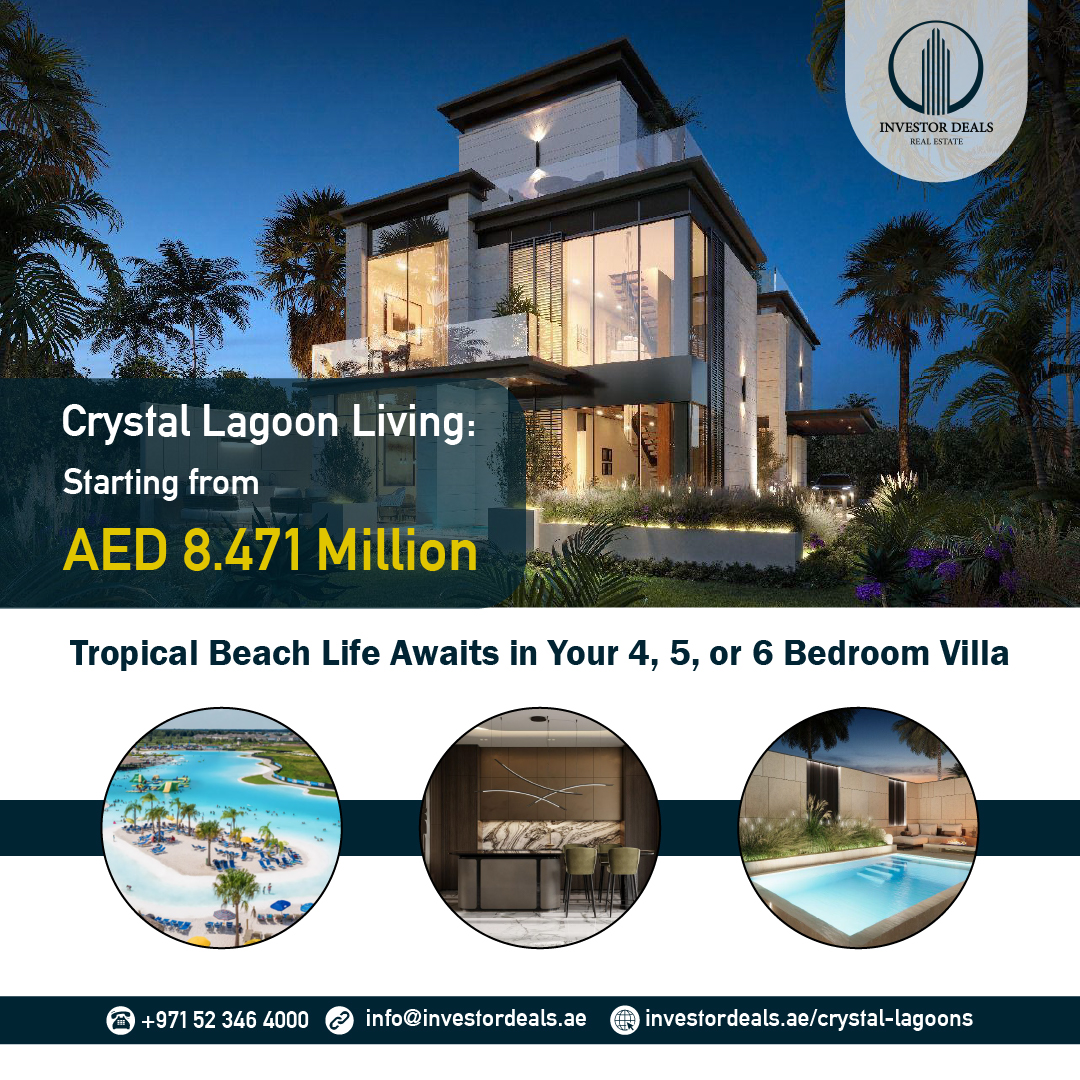 INVESTOR DEALS
REAL ESTATE
Crystal Lagoon Living:
Starting from
AED 8.471 Million
Tropical Beach Life Awaits in Your 4, 5, or 6 Bedroom Villa
+971 52 346 4000 info@investordeals.ae investordeals.ae/crystal-lagoons